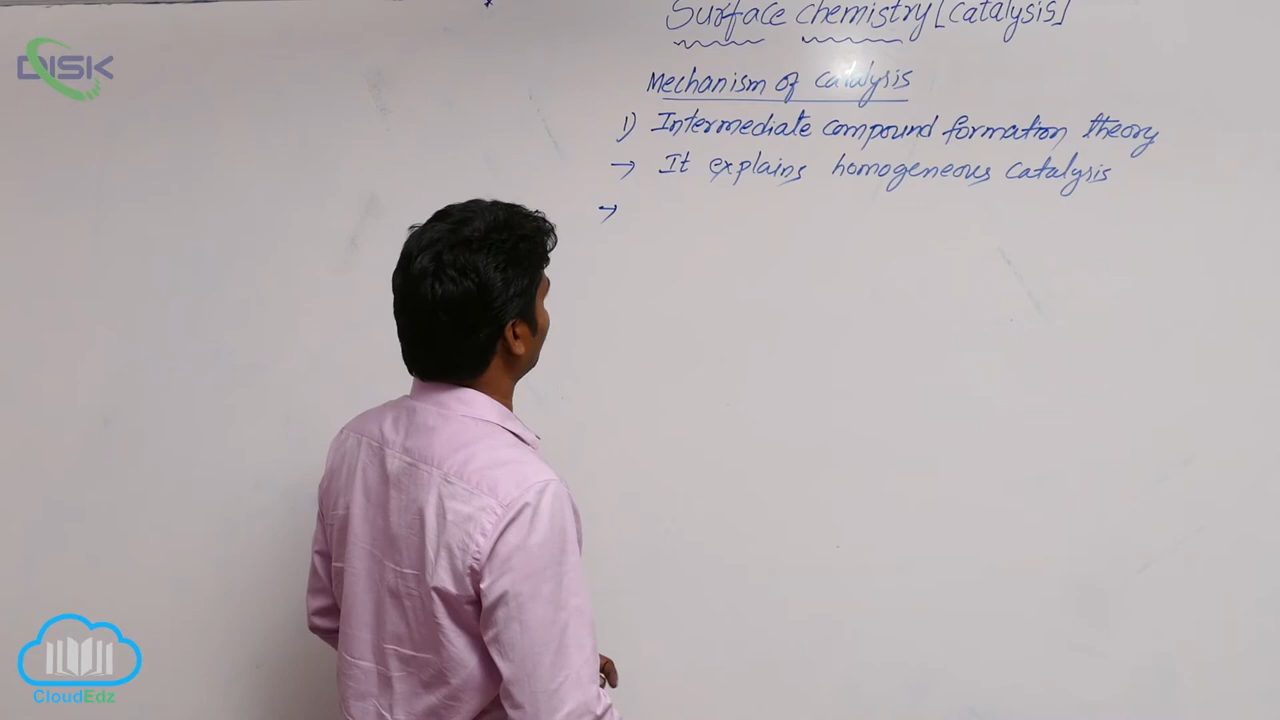 Surface chemistry [catalysis]
Mechanism of catalysis
1) Intermediate compound formation theory
→ It explains homogeneous catalysis
→
DISK
CloudEdz